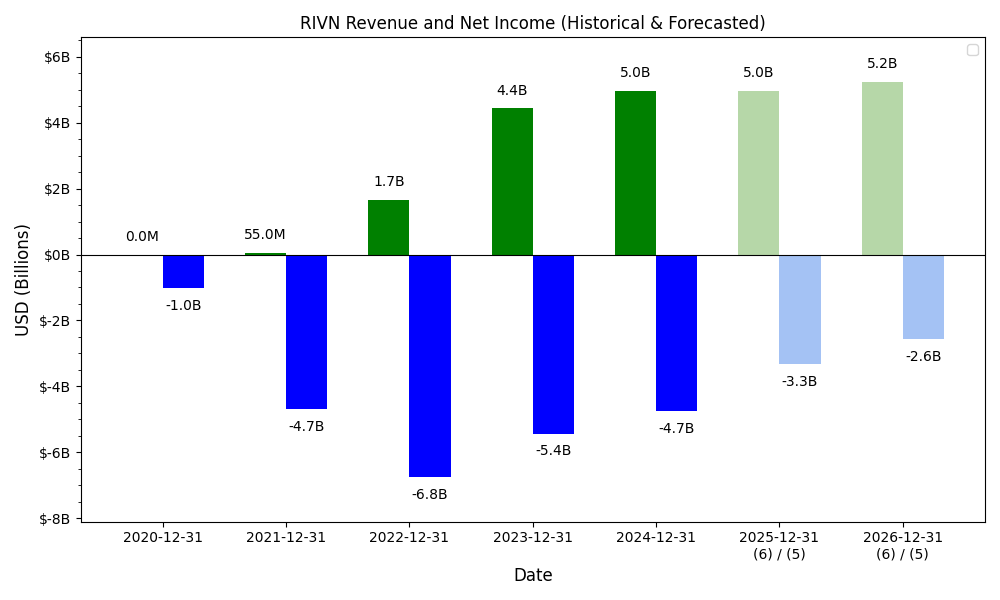 RIVN Revenue and Net Income (Historical & Forecasted)
$6B
$4B
$2B
$0B
$-2B
$-4B
$-6B
$-8B
USD (Billions)
0.0M
-1.0B
55.0M
-4.7B
1.7B
-6.8B
4.4B
-5.4B
5.0B
-4.7B
5.0B
-3.3B
5.2B
-2.6B
2020-12-31
2021-12-31
2022-12-31
2023-12-31
2024-12-31
2025-12-31
(6) / (5)
2026-12-31
(6) / (5)
Date